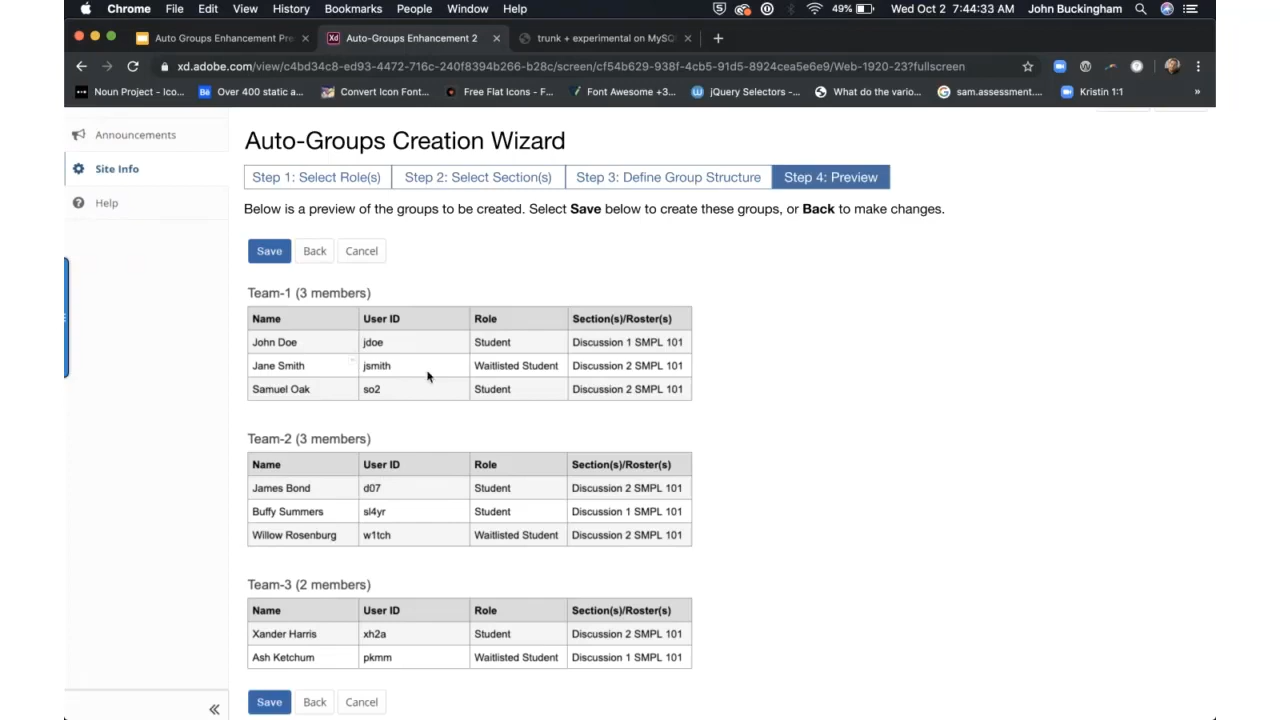 Chrome File Edit View History Bookmarks People Window Help 49% Wed Oct 2 7:44:33 AM John Buckingham
Auto Groups Enhancement Pre Auto-Groups Enhancement 2 trunk + experimental on MySQ
xd.adobe.com/view/c4bd34c8-ed93-4472-716c-240f8394b266-b28c/screen/cf54b629-938f-4cb5-91d5-8924cea5e6e9/Web-1920-23?fullscreen
Noun Project - Ico... Over 400 static a... Convert Icon Font... Free Flat Icons - F... Font Awesome +3... jQuery Selectors -... What do the vario... sam.assessment.... Kristin 1:1 »
Announcements
Site Info
Help
Auto-Groups Creation Wizard
Step 1: Select Role(s) Step 2: Select Section(s) Step 3: Define Group Structure Step 4: Preview
Below is a preview of the groups to be created. Select Save below to create these groups, or Back to make changes.
Save Back Cancel
Team-1 (3 members)
Name User ID Role Section(s)/Roster(s)
John Doe jdoe Student Discussion 1 SMPL 101
Jane Smith jsmith Waitlisted Student Discussion 2 SMPL 101
Samuel Oak so2 Student Discussion 2 SMPL 101
Team-2 (3 members)
Name User ID Role Section(s)/Roster(s)
James Bond d07 Student Discussion 2 SMPL 101
Buffy Summers sl4yr Student Discussion 1 SMPL 101
Willow Rosenburg w1tch Waitlisted Student Discussion 2 SMPL 101
Team-3 (2 members)
Name User ID Role Section(s)/Roster(s)
Xander Harris xh2a Student Discussion 2 SMPL 101
Ash Ketchum pkmm Waitlisted Student Discussion 1 SMPL 101
Save Back Cancel